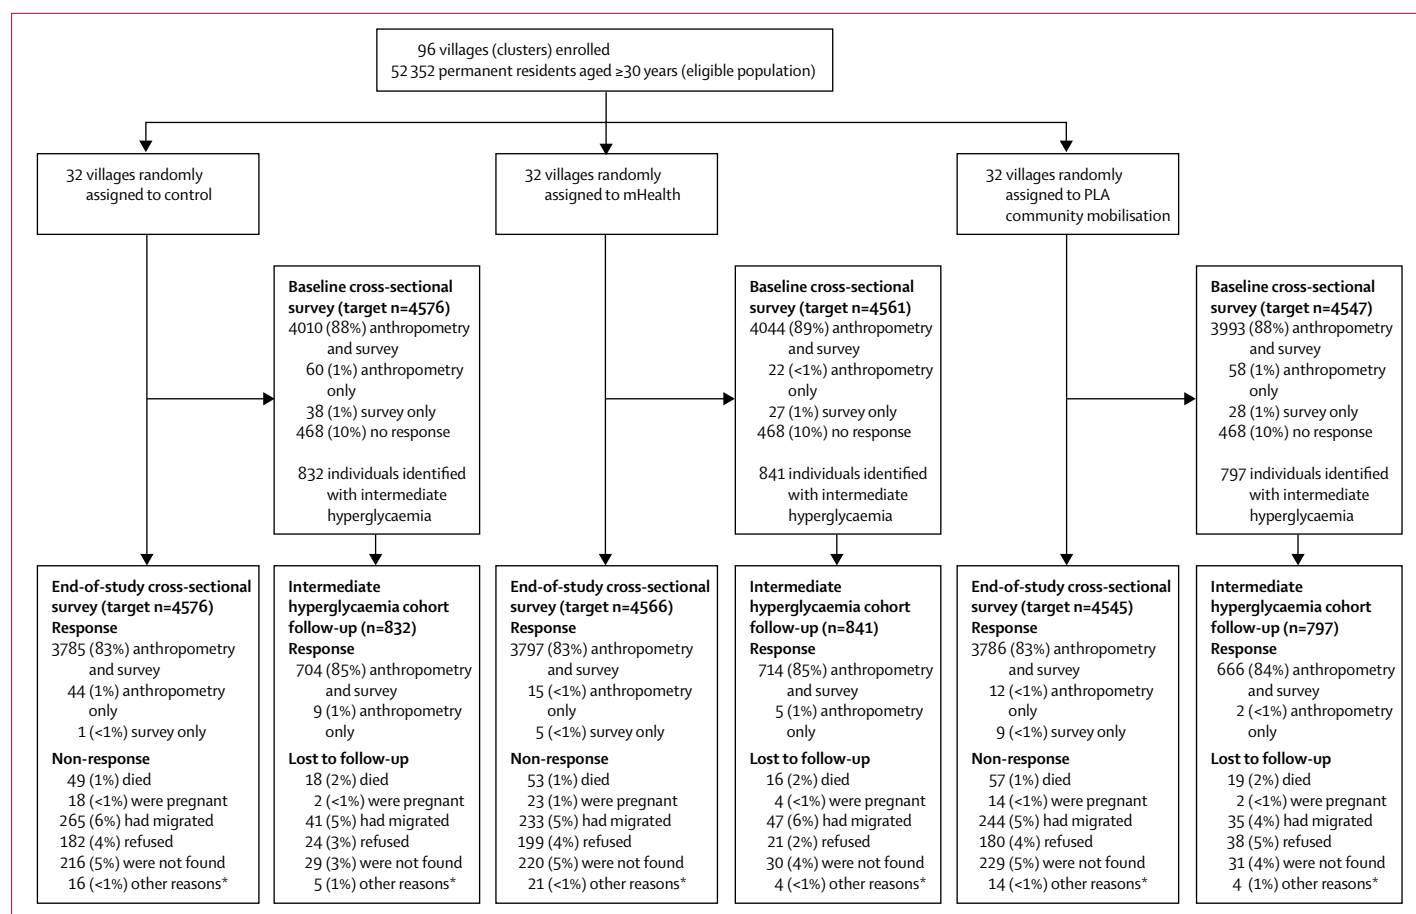 96 villages (clusters) enrolled
52 352 permanent residents aged ≥30 years (eligible population)
32 villages randomly
assigned to control
32 villages randomly
assigned to mHealth
32 villages randomly
assigned to PLA
community mobilisation
Baseline cross-sectional
survey (target n=4576)
4010 (88%) anthropometry
and survey
60 (1%) anthropometry
only
38 (1%) survey only
468 (10%) no response
832 individuals identified
with intermediate
hyperglycaemia
Baseline cross-sectional
survey (target n=4561)
4044 (89%) anthropometry
and survey
22 (<1%) anthropometry
only
27 (1%) survey only
468 (10%) no response
841 individuals identified
with intermediate
hyperglycaemia
Baseline cross-sectional
survey (target n=4547)
3993 (88%) anthropometry
and survey
58 (1%) anthropometry
only
28 (1%) survey only
468 (10%) no response
797 individuals identified
with intermediate
hyperglycaemia
End-of-study cross-sectional
survey (target n=4576)
Response
3785 (83%) anthropometry
and survey
44 (1%) anthropometry
only
1 (<1%) survey only
Non-response
49 (1%) died
18 (<1%) were pregnant
265 (6%) had migrated
182 (4%) refused
216 (5%) were not found
16 (<1%) other reasons*
Intermediate
hyperglycaemia cohort
follow-up (n=832)
Response
704 (85%) anthropometry
and survey
9 (1%) anthropometry
only
Lost to follow-up
18 (2%) died
2 (<1%) were pregnant
41 (5%) had migrated
24 (3%) refused
29 (3%) were not found
5 (1%) other reasons*
End-of-study cross-sectional
survey (target n=4566)
Response
3797 (83%) anthropometry
and survey
15 (<1%) anthropometry
only
5 (<1%) survey only
Non-response
53 (1%) died
23 (1%) were pregnant
233 (5%) had migrated
199 (4%) refused
220 (5%) were not found
21 (<1%) other reasons*
Intermediate
hyperglycaemia cohort
follow-up (n=841)
Response
714 (85%) anthropometry
and survey
5 (1%) anthropometry
only
Lost to follow-up
16 (2%) died
4 (<1%) were pregnant
47 (6%) had migrated
21 (2%) refused
30 (4%) were not found
4 (<1%) other reasons*
End-of-study cross-sectional
survey (target n=4545)
Response
3786 (83%) anthropometry
and survey
12 (<1%) anthropometry
only
9 (<1%) survey only
Non-response
57 (1%) died
14 (<1%) were pregnant
244 (5%) had migrated
180 (4%) refused
229 (5%) were not found
14 (<1%) other reasons*
Intermediate
hyperglycaemia cohort
follow-up (n=797)
Response
666 (84%) anthropometry
and survey
2 (<1%) anthropometry
only
Lost to follow-up
19 (2%) died
2 (<1%) were pregnant
35 (4%) had migrated
38 (5%) refused
31 (4%) were not found
4 (1%) other reasons*